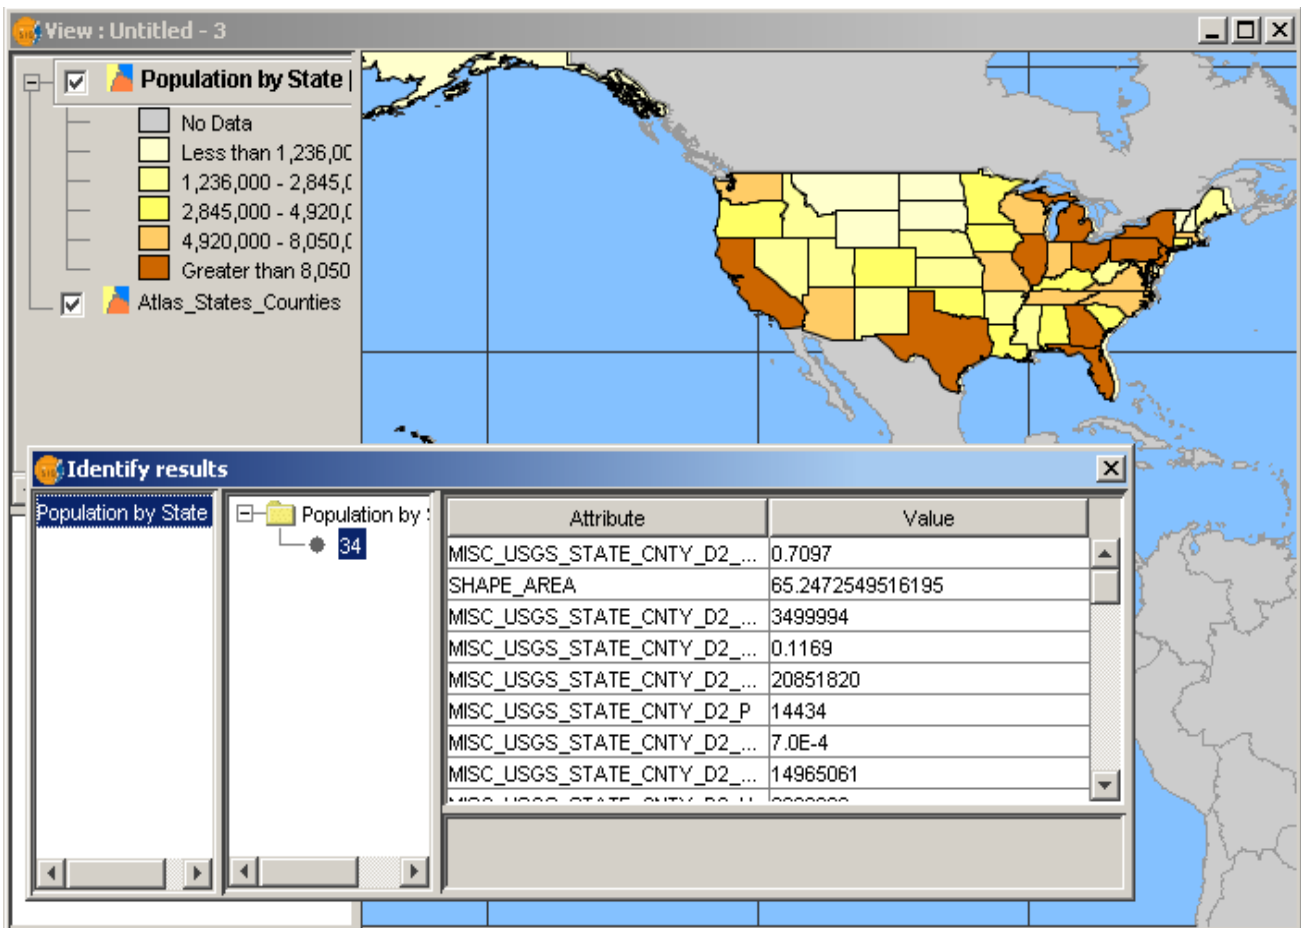 View : Untitled - 3
Population by State
No Data
Less than 1,236,00
1,236,000 - 2,845,0
2,845,000 - 4,920,0
4,920,000 - 8,050,0
Greater than 8,050
Atlas_States_Counties
Identify results
Population by State
Population by
34
Attribute Value
MISC_USGS_STATE_CNTY_D2_... 0.7097
SHAPE_AREA 65.2472549516195
MISC_USGS_STATE_CNTY_D2_... 3499994
MISC_USGS_STATE_CNTY_D2_... 0.1169
MISC_USGS_STATE_CNTY_D2_... 20851820
MISC_USGS_STATE_CNTY_D2_P 14434
MISC_USGS_STATE_CNTY_D2_... 7.0E-4
MISC_USGS_STATE_CNTY_D2_... 14965061